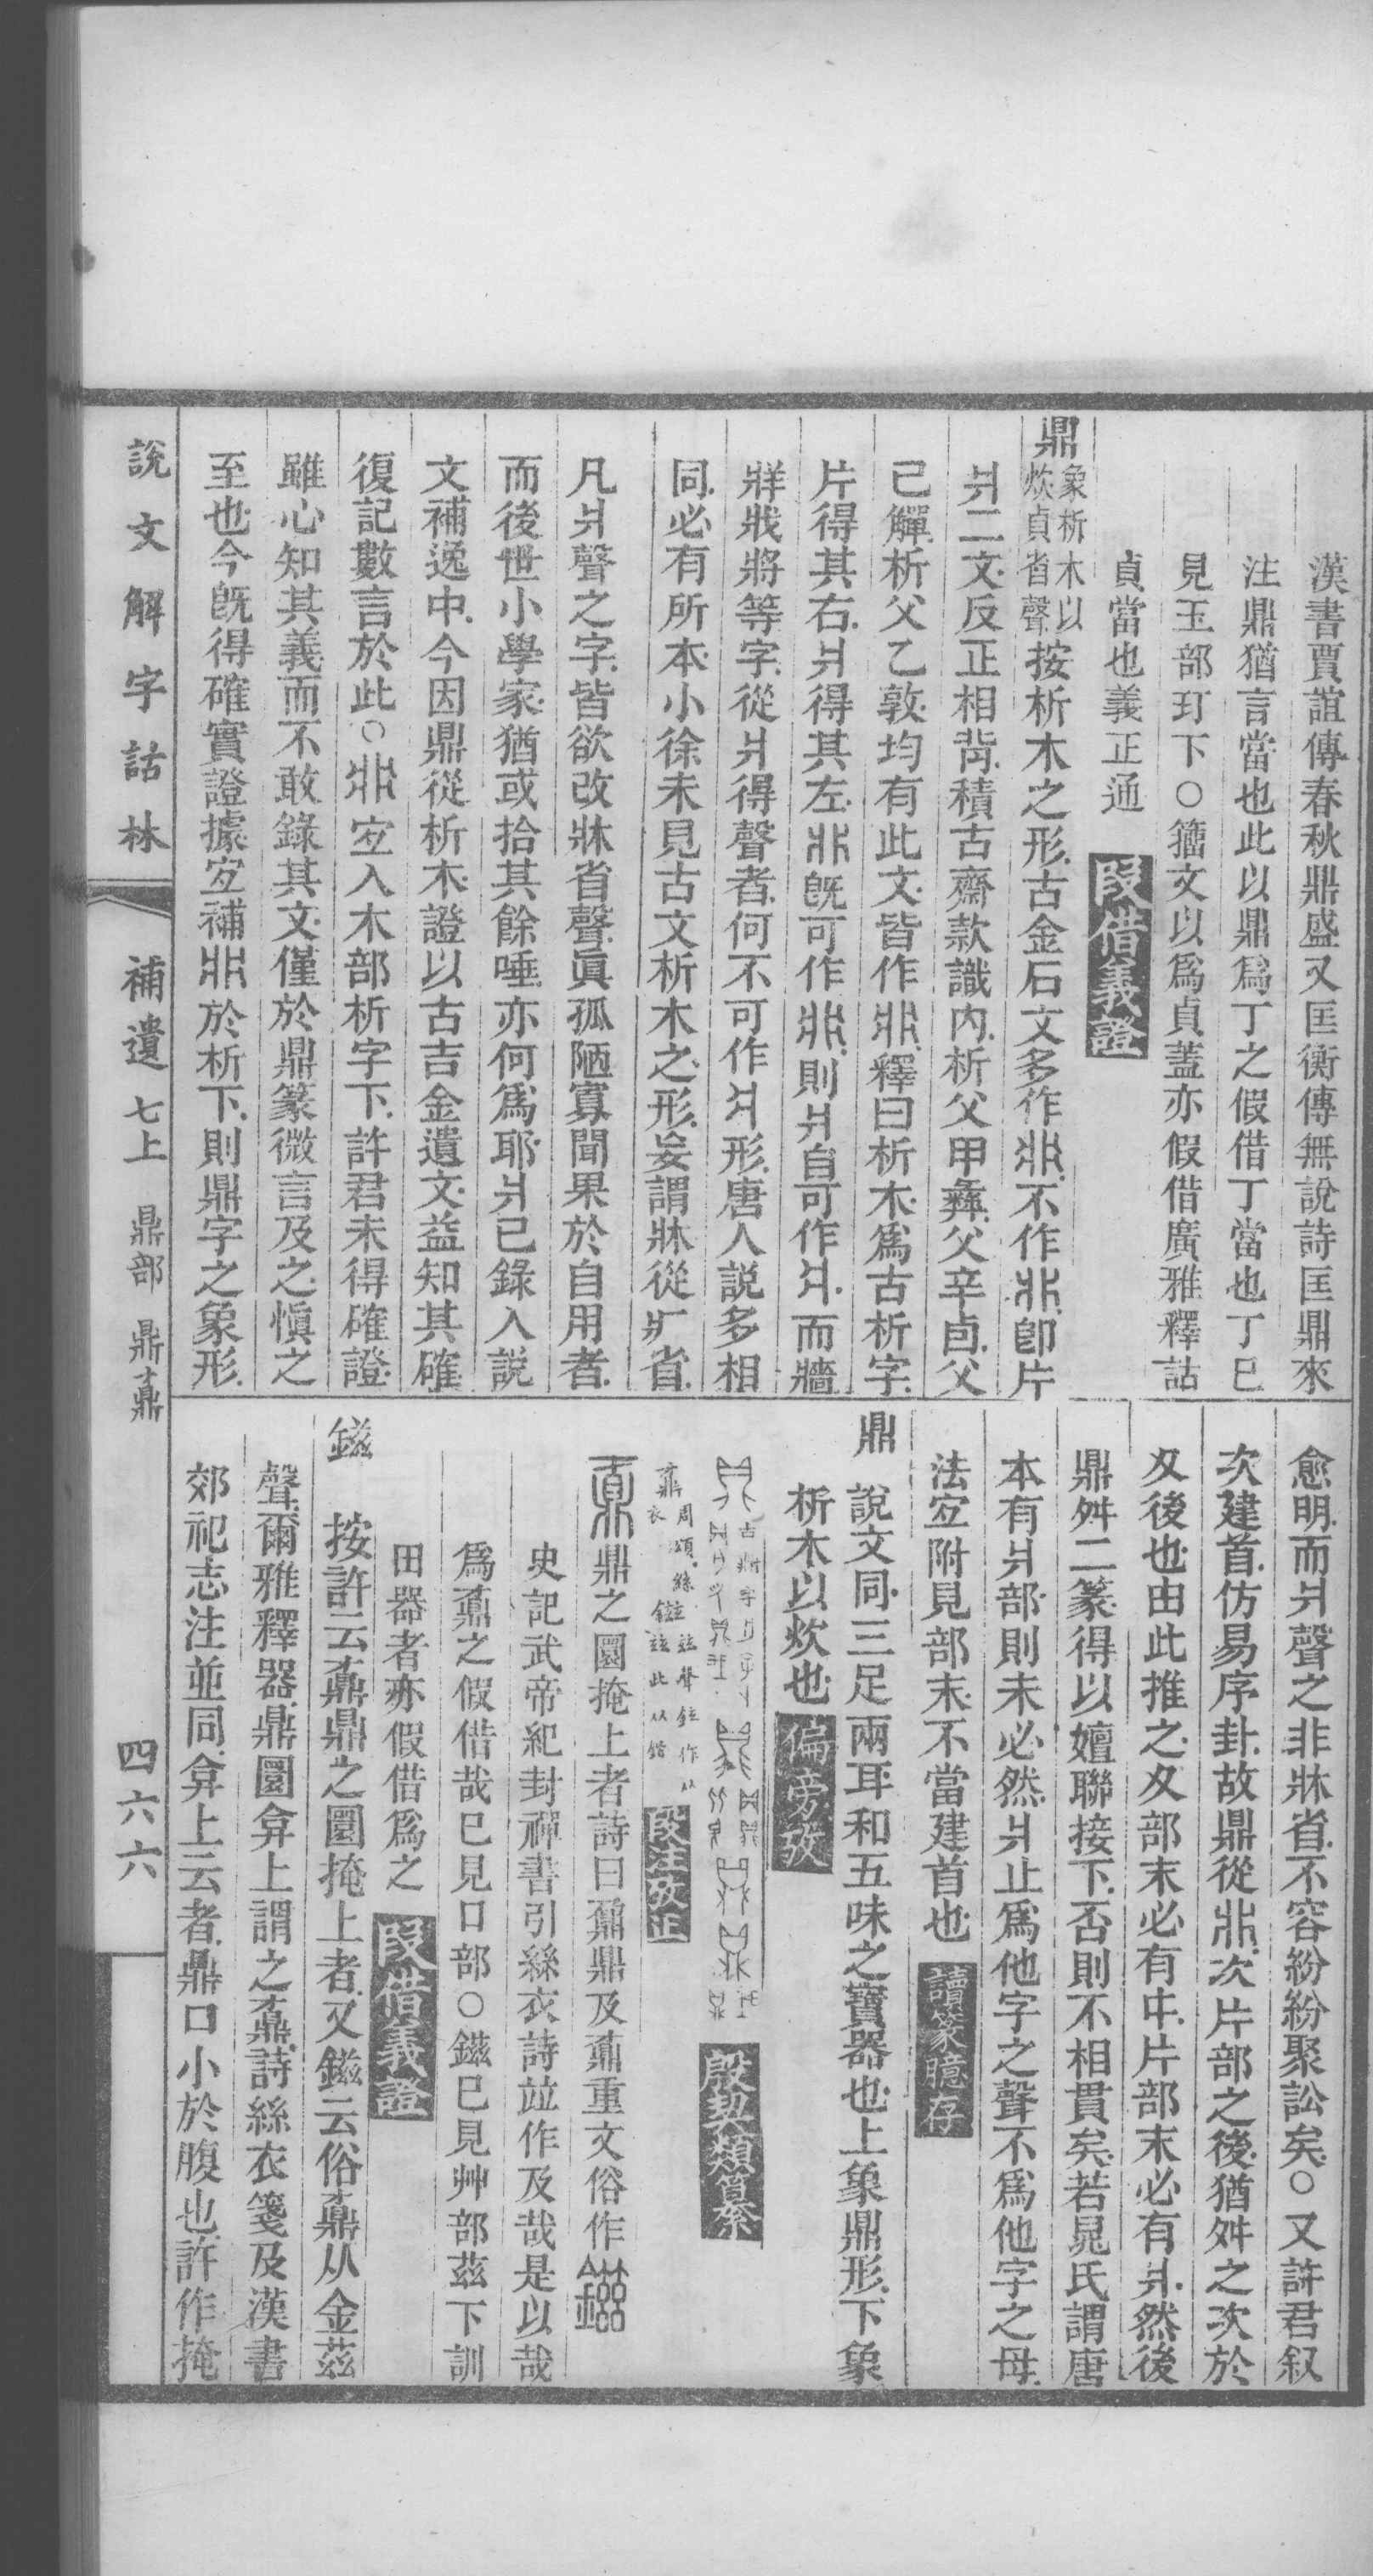 漢書賈誼傳春秋鼎盛又匡衡傳無說詩匡鼎來
注鼎猶言當也此以鼎爲丁之假借丁當也丁巳
見玉部玎下○籀文以爲貞蓋亦假借廣雅釋詁
貞當也義正通 段借義證
鼎 象析木以炊貞省聲 按析木之形古金石文多作 不作 卽片
爿二文反正相背積古齋款識內析父甲彝父辛卣父
己觶析父乙敦均有此文皆作 釋曰析木爲古析字
片得其右爿得其左 旣可作 則爿自可作 而牆
牂戕將等字從爿得聲者何不可作 形唐人說多相
同必有所本小徐未見古文析木之形妄謂牀從疒省
凡爿聲之字皆欲改牀省聲眞孤陋寡聞果於自用者
而後世小學家猶或拾其餘唾亦何爲耶爿已錄入說
文補逸中今因鼎從析木證以古吉金遺文益知其確
復記數言於此○ 宐入木部析字下許君未得確證
雖心知其義而不敢錄其文僅於鼎篆微言及之愼之
至也今旣得確實證據宐補 於析下則鼎字之象形
愈明而爿聲之非牀省不容紛紛聚訟矣○又許君叙
次建首仿易序卦故鼎從 次片部之後猶舛之次於
夊後也由此推之夊部末必有㐄片部末必有爿然後
鼎舛二篆得以嬗聯接下否則不相貫矣若晁氏謂唐
本有爿部則未必然爿止爲他字之聲不爲他字之母
法宐附見部末不當建首也 讀篆臆存
鼎 說文同三足兩耳和五味之寶器也上象鼎形下象
析木以炊也 偏旁攷
古鼎字 殷契類纂
鼒 周頌絲衣 鎡 兹聲 此从 段注攷正
鼒鼎之圜掩上者詩曰鼐鼎及鼒重文俗作鎡
史記武帝紀封禪書引絲衣詩竝作及哉是以哉
爲鼒之假借哉巳見口部○鎡巳見艸部茲下訓
田器者亦假借爲之 段借義證
鎡 按許云鼒鼎之圜掩上者又鎡云俗鼒从金茲
聲爾雅釋器鼎圜弇上謂之鼒詩絲衣箋及漢書
郊祀志注並同弇上云者鼎口小於腹也許作掩
說文解字詁林 補遺 七上 鼎部 鼎鼒 四六六